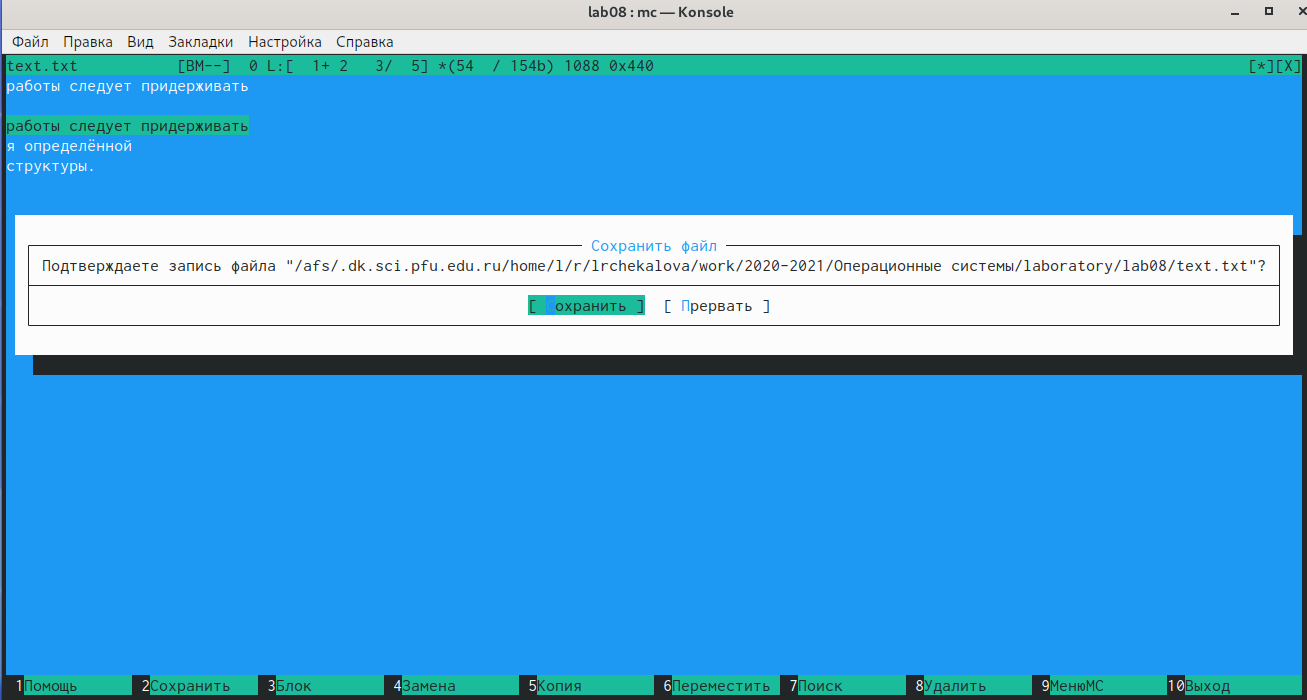 lab08 : mc — Konsole
Файл Правка Вид Закладки Настройка Справка
text.txt [BM--] 0 L:[ 1+ 2 3/ 5] *(54 / 154b) 1088 0x440 [*][X]
работы следует придерживать
работы следует придерживать
я определённой
структуры.
Сохранить файл
Подтверждаете запись файла "/afs/.dk.sci.pfu.edu.ru/home/l/r/lrchekalova/work/2020-2021/Операционные системы/laboratory/lab08/text.txt"?
[ Сохранить ] [ Прервать ]
1Помощь 2Сохранить 3Блок 4Замена 5Копия 6Переместить 7Поиск 8Удалить 9МенюMC 10Выход